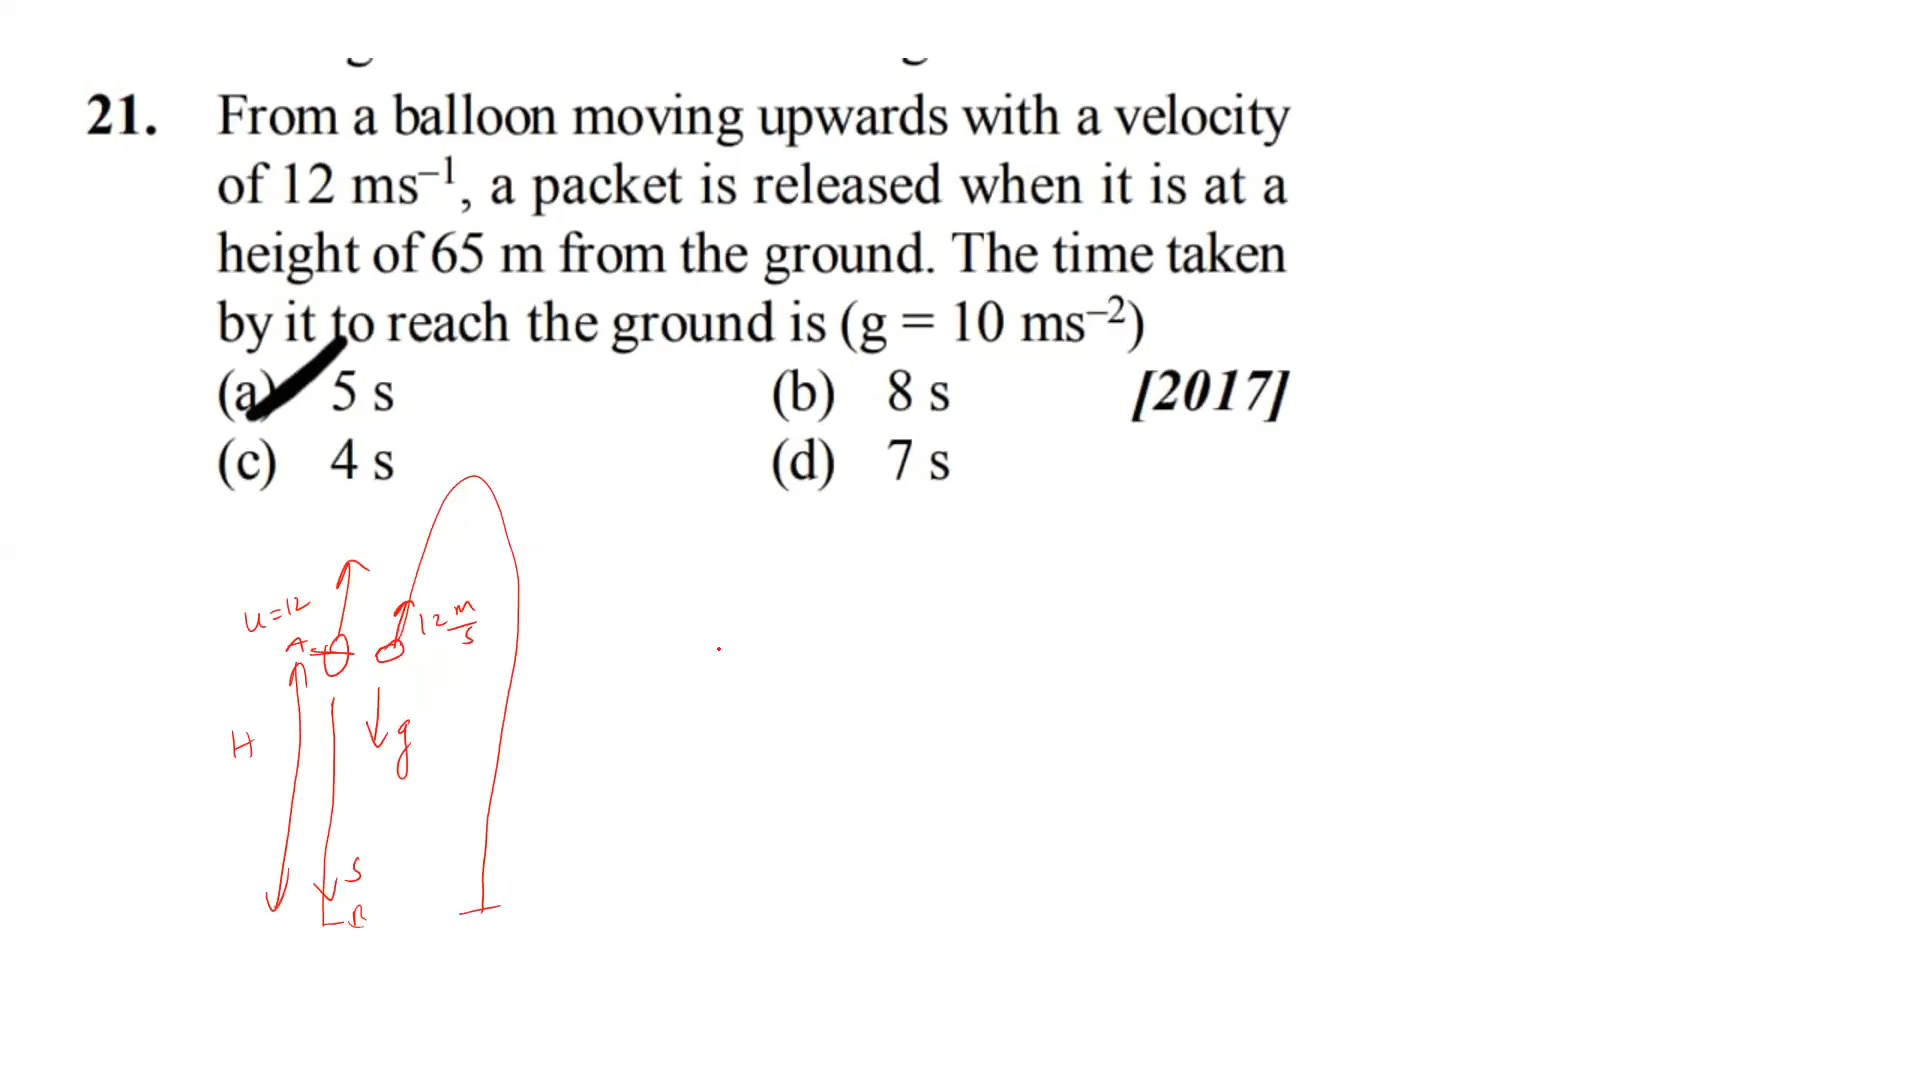 21. From a balloon moving upwards with a velocity
of 12 ms⁻¹, a packet is released when it is at a
height of 65 m from the ground. The time taken
by it to reach the ground is (g = 10 ms⁻²)
(a) 5 s (b) 8 s [2017]
(c) 4 s (d) 7 s
u=12
12 m/s
A
H
g
S
B